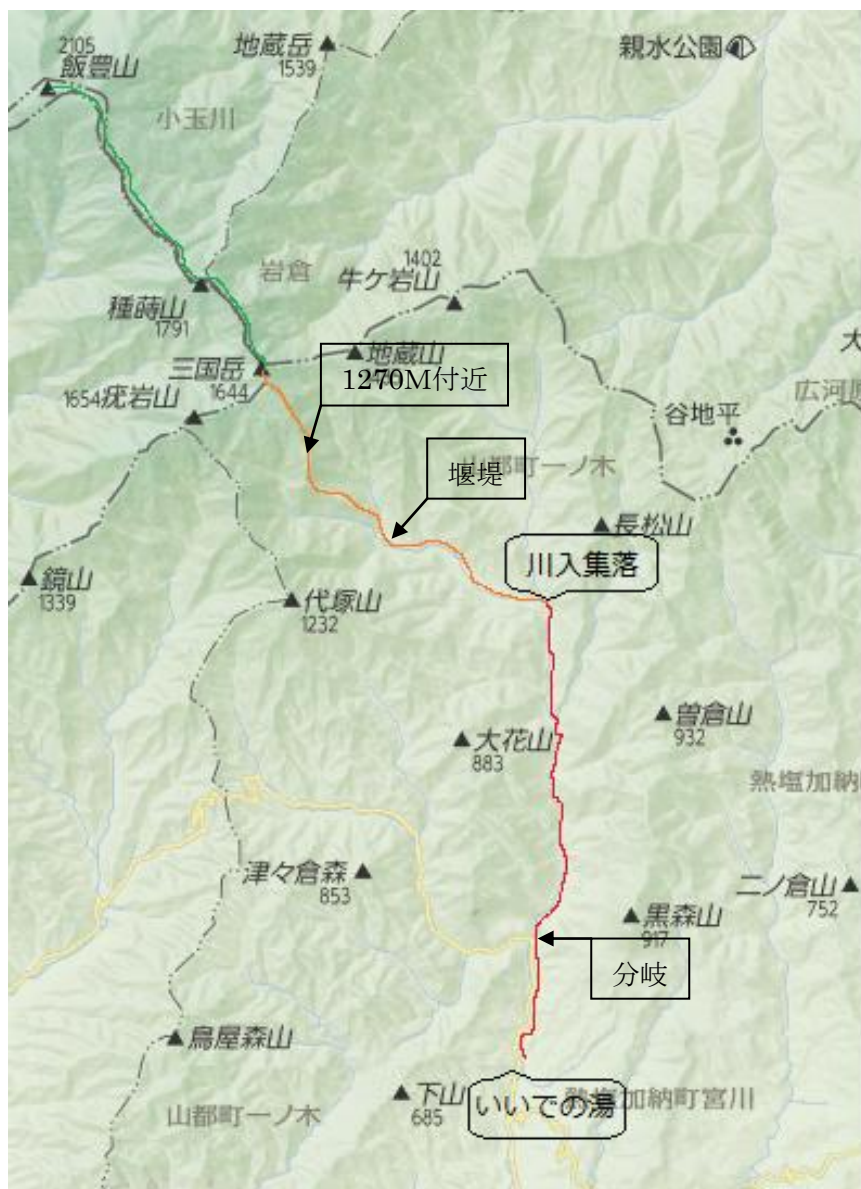 2105
飯豊山
地蔵岳
1539
親水公園
小玉川
岩倉
1402
牛ケ岩山
種蒔山
1791
三国岳
1644
地蔵山
1270M付近
1654疣岩山
谷地平
広河原
堰堤
山都町一ノ木
長松山
川入集落
鏡山
1339
代塚山
1232
曽倉山
932
大花山
883
熱塩加納
津々倉森
853
二ノ倉山
752
黒森山
917
分岐
鳥屋森山
下山
685
いいでの湯
熱塩加納町宮川
山都町一ノ木